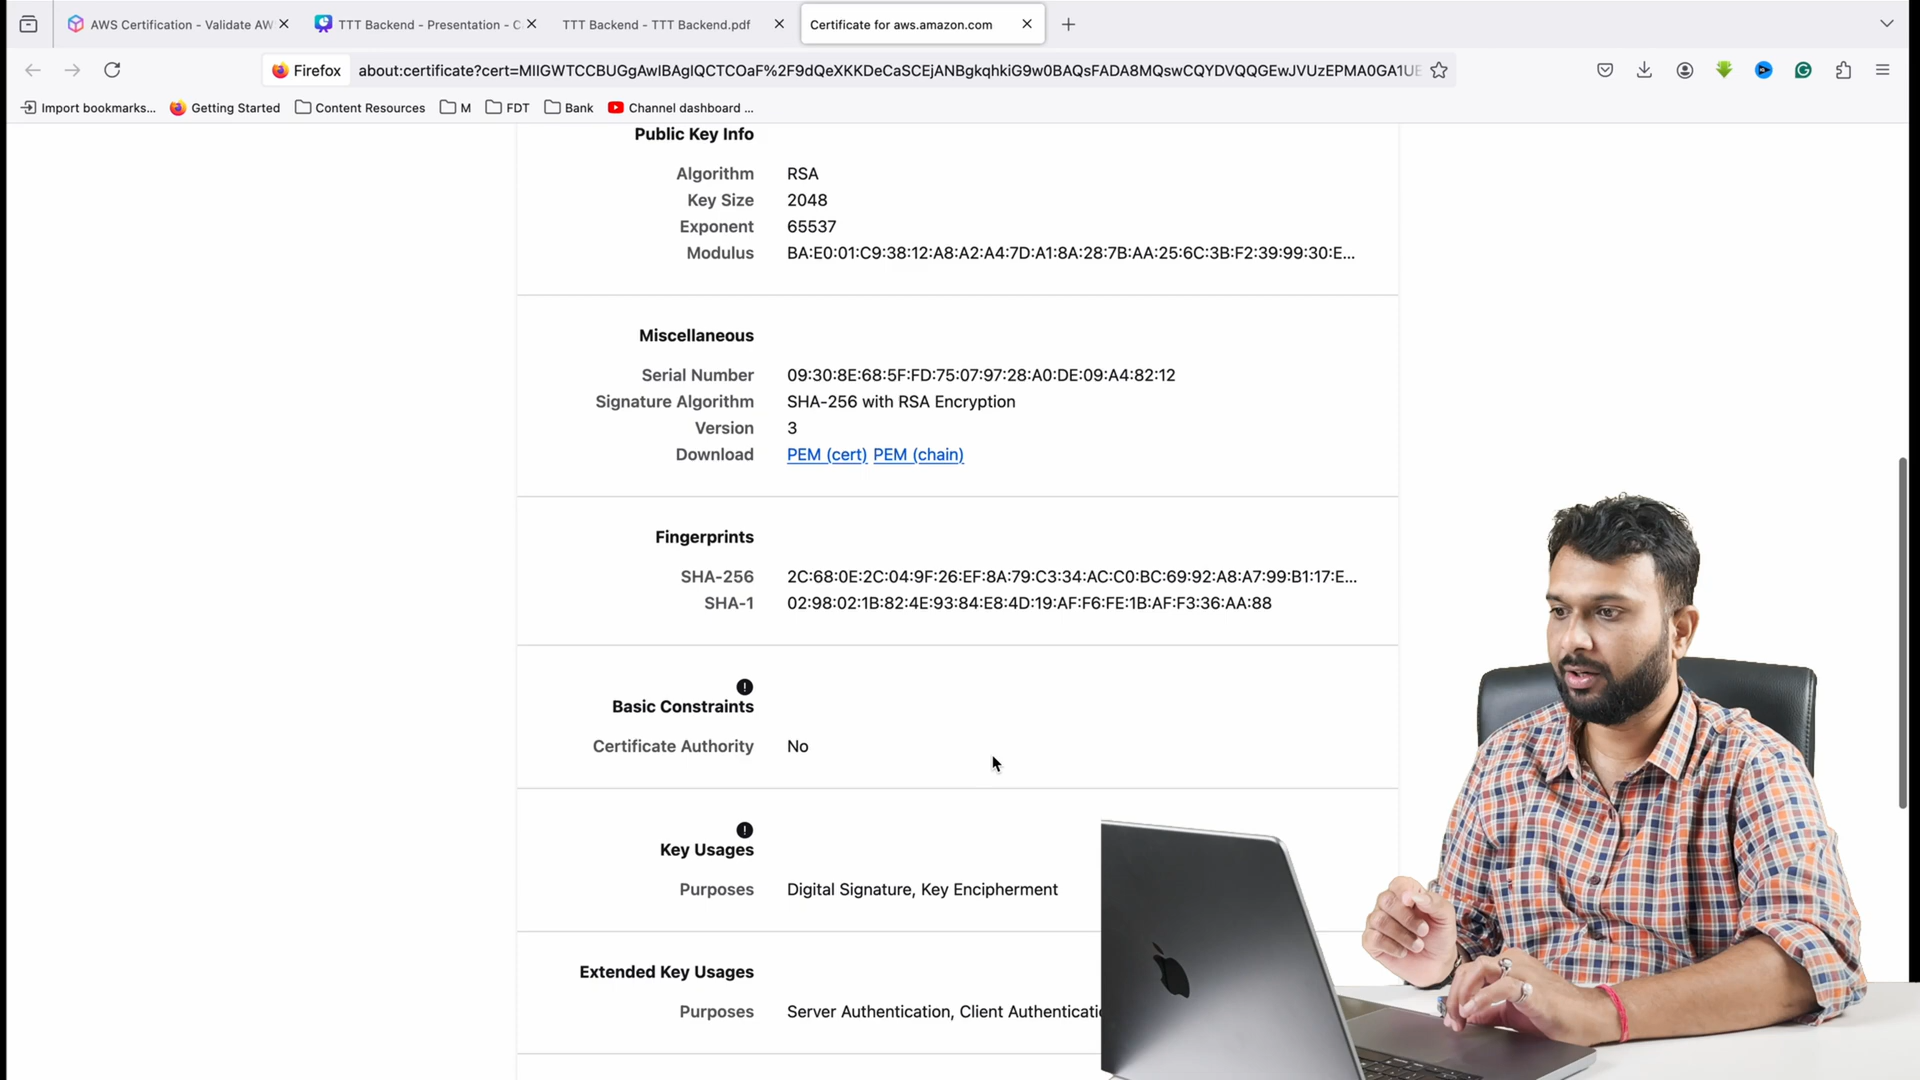 AWS Certification - Validate AW
TTT Backend - Presentation - C
TTT Backend - TTT Backend.pdf
Certificate for aws.amazon.com
Firefox
about:certificate?cert=MIIGWTCCBUGgAwIBAgIQCTCOaF%2F9dQeXKKDeCaSCEjANBgkqhkiG9w0BAQsFADA8MQswCQYDVQQGEwJVUzEPMA0GA1UE
Import bookmarks...
Getting Started
Content Resources
M
FDT
Bank
Channel dashboard ...
Public Key Info
Algorithm RSA
Key Size 2048
Exponent 65537
Modulus BA:E0:01:C9:38:12:A8:A2:A4:7D:A1:8A:28:7B:AA:25:6C:3B:F2:39:99:30:E...
Miscellaneous
Serial Number 09:30:8E:68:5F:FD:75:07:97:28:A0:DE:09:A4:82:12
Signature Algorithm SHA-256 with RSA Encryption
Version 3
Download PEM (cert) PEM (chain)
Fingerprints
SHA-256 2C:68:0E:2C:04:9F:26:EF:8A:79:C3:34:AC:C0:BC:69:92:A8:A7:99:B1:17:E...
SHA-1 02:98:02:1B:82:4E:93:84:E8:4D:19:AF:F6:FE:1B:AF:F3:36:AA:88
Basic Constraints
Certificate Authority No
Key Usages
Purposes Digital Signature, Key Encipherment
Extended Key Usages
Purposes Server Authentication, Client Authenticatio